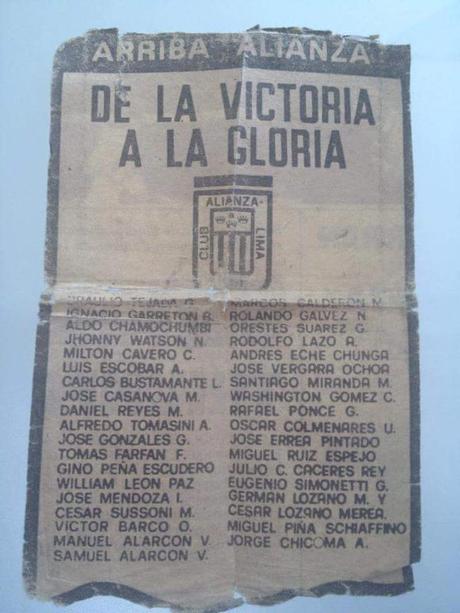 ARRIBA ALIANZA
DE LA VICTORIA
A LA GLORIA
ALIANZA
CLUB
LIMA
BRAULIO TEJADA
IGNACIO GARRETON B.
ALDO CHAMOCHUMBI
JHONNY WATSON N.
MILTON CAVERO C.
LUIS ESCOBAR A.
CARLOS BUSTAMANTE L.
JOSE CASANOVA M.
DANIEL REYES M.
ALFREDO TOMASINI A.
JOSE GONZALES G.
TOMAS FARFAN F.
GINO PEÑA ESCUDERO
WILLIAM LEON PAZ
JOSE MENDOZA I.
CESAR SUSSONI M.
VICTOR BARCO O.
MANUEL ALARCON V.
SAMUEL ALARCON V.
MARCOS CALDERON M.
ROLANDO GALVEZ N.
ORESTES SUAREZ G.
RODOLFO LAZO A.
ANDRES ECHE CHUNGA
JOSE VERGARA OCHOA
SANTIAGO MIRANDA M.
WASHINGTON GOMEZ C.
RAFAEL PONCE G.
OSCAR COLMENARES U.
JOSE ERREA PINTADO
MIGUEL RUIZ ESPEJO
JULIO C. CACERES REY
EUGENIO SIMONETTI G.
GERMAN LOZANO M. Y
CESAR LOZANO MEREA.
MIGUEL PIÑA SCHIAFFINO
JORGE CHICOMA A.